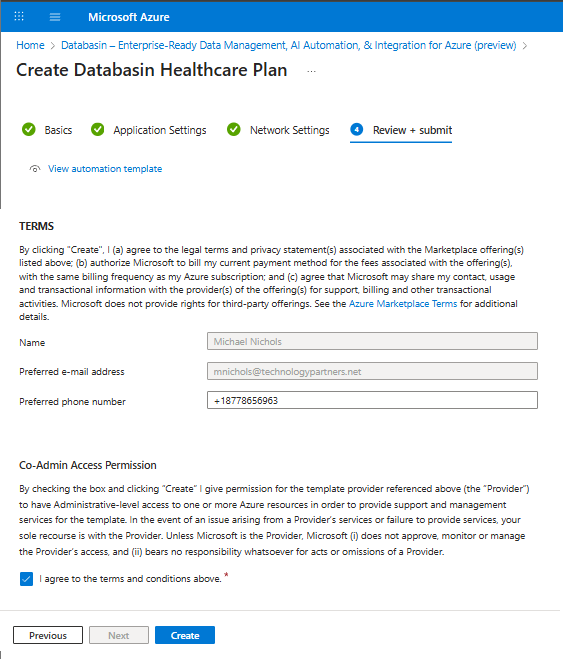 Microsoft Azure
Home > Databasin – Enterprise-Ready Data Management, AI Automation, & Integration for Azure (preview) >
Create Databasin Healthcare Plan ...
Basics Application Settings Network Settings 4 Review + submit
View automation template
TERMS
By clicking "Create", I (a) agree to the legal terms and privacy statement(s) associated with the Marketplace offering(s)
listed above; (b) authorize Microsoft to bill my current payment method for the fees associated with the offering(s),
with the same billing frequency as my Azure subscription; and (c) agree that Microsoft may share my contact, usage
and transactional information with the provider(s) of the offering(s) for support, billing and other transactional
activities. Microsoft does not provide rights for third-party offerings. See the Azure Marketplace Terms for additional
details.
Name Michael Nichols
Preferred e-mail address mnichols@technologypartners.net
Preferred phone number +18778656963
Co-Admin Access Permission
By checking the box and clicking "Create" I give permission for the template provider referenced above (the "Provider")
to have Administrative-level access to one or more Azure resources in order to provide support and management
services for the template. In the event of an issue arising from a Provider's services or failure to provide services, your
sole recourse is with the Provider. Unless Microsoft is the Provider, Microsoft (i) does not approve, monitor or manage
the Provider's access, and (ii) bears no responsibility whatsoever for acts or omissions of a Provider.
I agree to the terms and conditions above. *
Previous Next Create